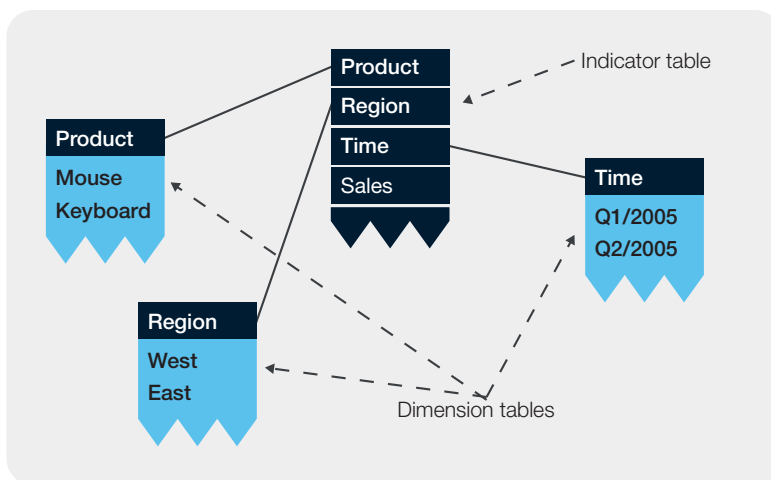 Product
Region
Time
Sales
Indicator table
Product
Mouse
Keyboard
Time
Q1/2005
Q2/2005
Region
West
East
Dimension tables